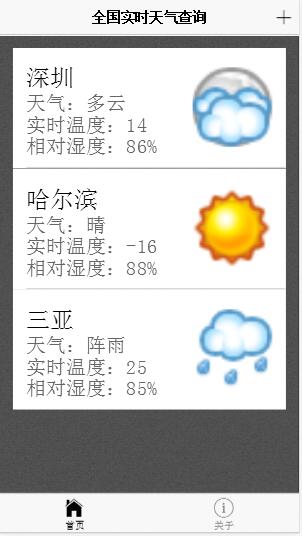 全国实时天气查询
深圳
天气：多云
实时温度：14
相对湿度：86%
哈尔滨
天气：晴
实时温度：-16
相对湿度：88%
三亚
天气：阵雨
实时温度：25
相对湿度：85%
首页
关于